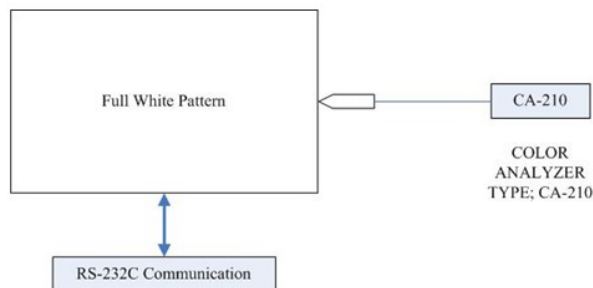 Full White Pattern
CA-210
COLOR
ANALYZER
TYPE; CA-210
RS-232C Communication